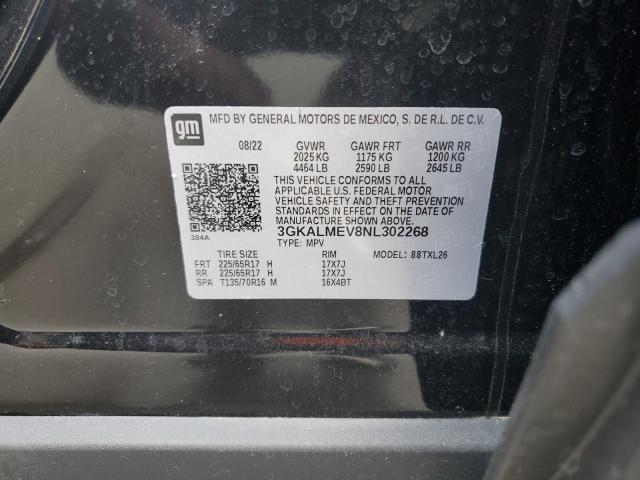 gm
MFD BY GENERAL MOTORS DE MEXICO, S. DE R.L. DE C.V.
08/22 GVWR GAWR FRT GAWR RR
2025 KG 1175 KG 1200 KG
4464 LB 2590 LB 2645 LB
THIS VEHICLE CONFORMS TO ALL
APPLICABLE U.S. FEDERAL MOTOR
VEHICLE SAFETY AND THEFT PREVENTION
STANDARDS IN EFFECT ON THE
DATE OF MANUFACTURE SHOWN ABOVE.
3GKALMEV8NL302268
384A
TYPE: MPV MODEL: 88TXL26
TIRE SIZE RIM
FRT 225/65R17 H 17X7J
RR 225/65R17 H 17X7J
SPA T135/70R16 M 16X4BT